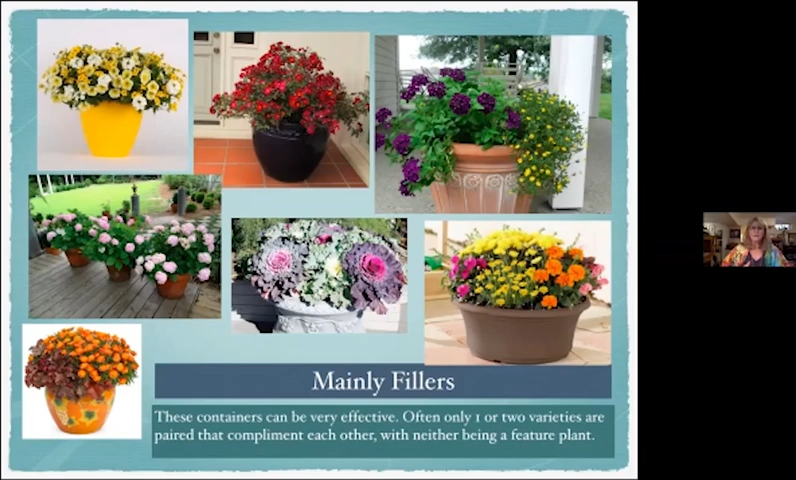 Mainly Fillers
These containers can be very effective. Often only 1 or two varieties are
paired that compliment each other, with neither being a feature plant.